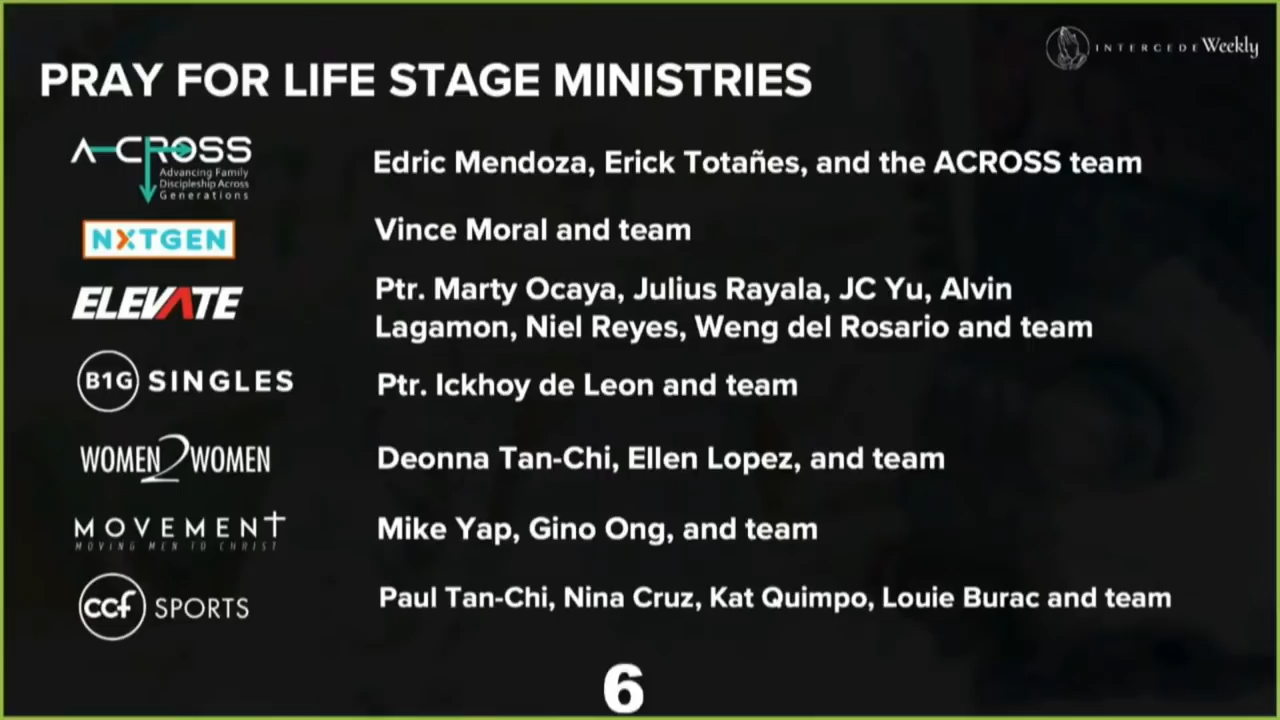 INTERCEDE Weekly
PRAY FOR LIFE STAGE MINISTRIES
A-CROSS
Advancing Family
Discipleship Across
Generations
Edric Mendoza, Erick Totañes, and the ACROSS team
NXTGEN
Vince Moral and team
ELEVATE
Ptr. Marty Ocaya, Julius Rayala, JC Yu, Alvin
Lagamon, Niel Reyes, Weng del Rosario and team
B1G SINGLES
Ptr. Ickhoy de Leon and team
WOMEN2WOMEN
Deonna Tan-Chi, Ellen Lopez, and team
MOVEMENT
MOVING MEN TO CHRIST
Mike Yap, Gino Ong, and team
ccf SPORTS
Paul Tan-Chi, Nina Cruz, Kat Quimpo, Louie Burac and team
6